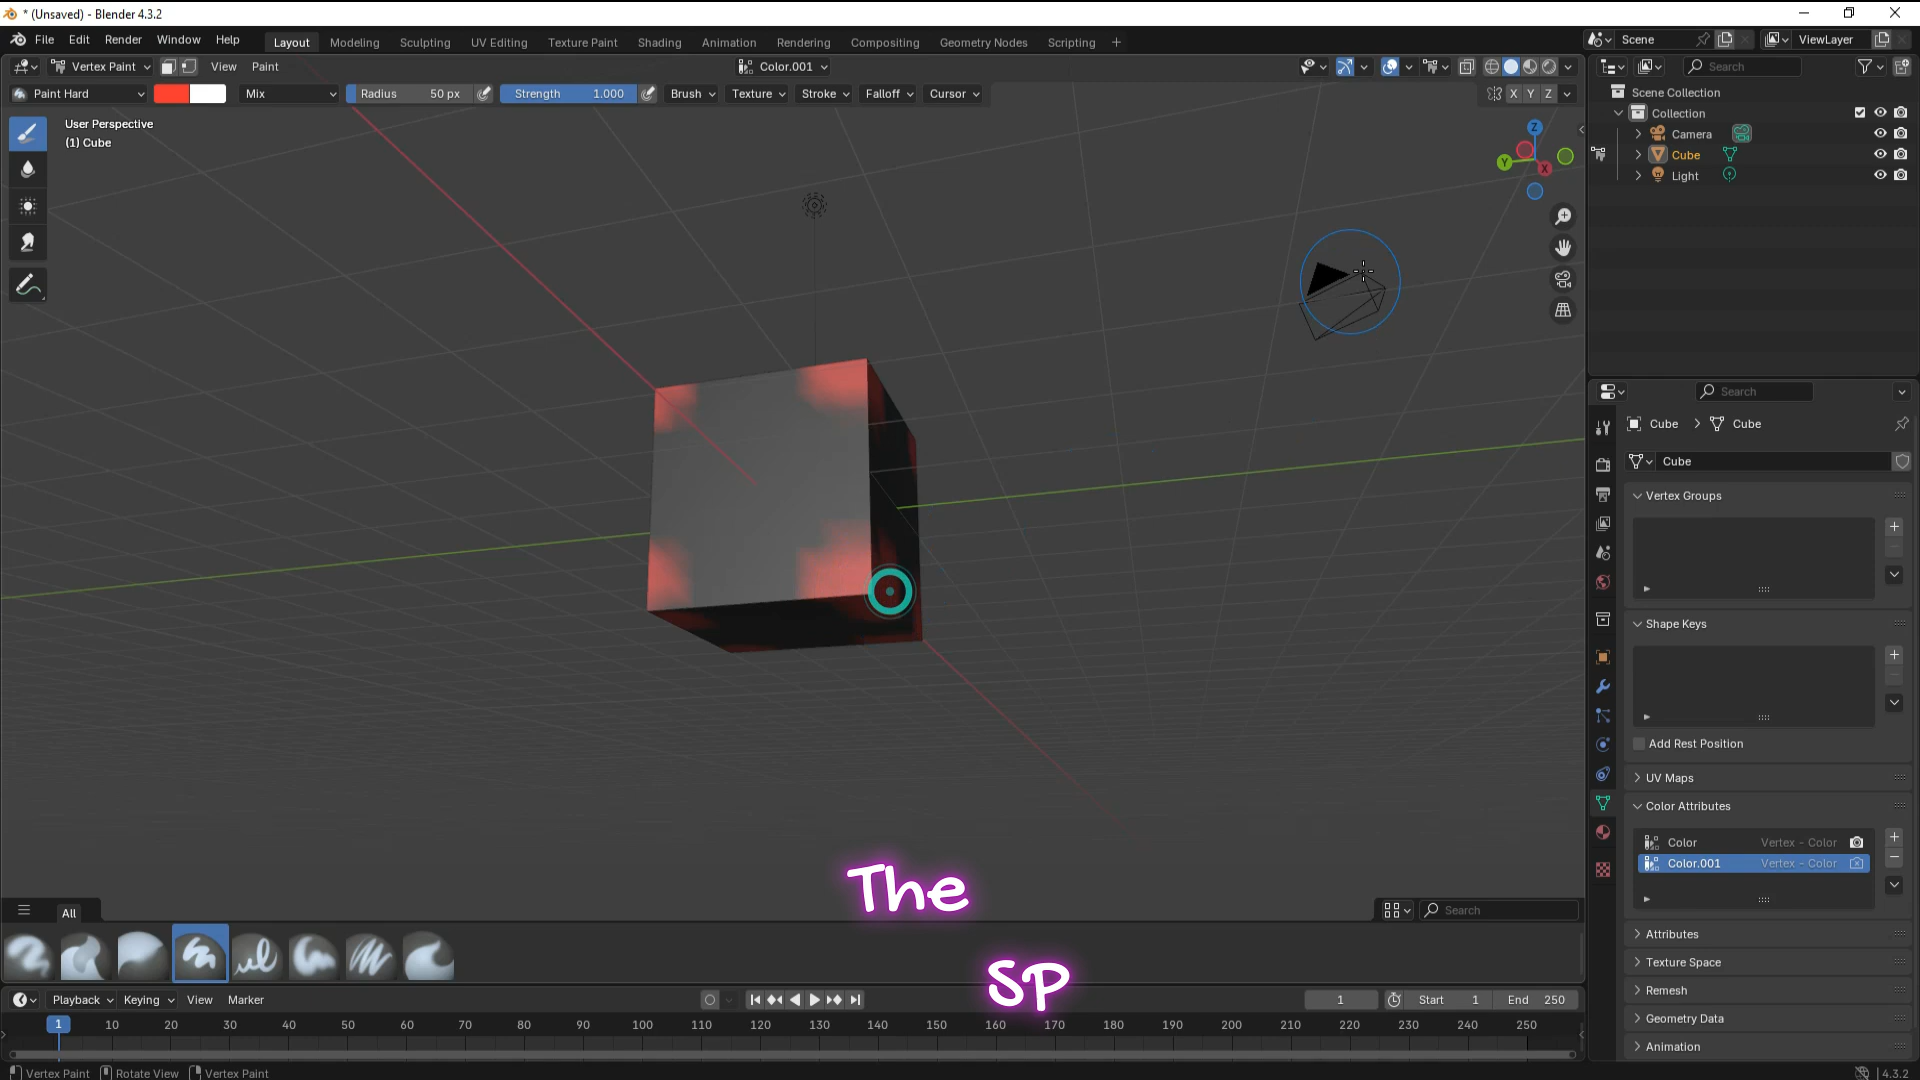 * (Unsaved) - Blender 4.3.2
File Edit Render Window Help Layout Modeling Sculpting UV Editing Texture Paint Shading Animation Rendering Compositing Geometry Nodes Scripting + Scene ViewLayer
Vertex Paint View Paint Color.001 Search
Paint Hard Mix Radius 50 px Strength 1.000 Brush Texture Stroke Falloff Cursor X Y Z
Scene Collection
Collection
Camera
Cube
Light
User Perspective
(1) Cube
Z
Y
X
Search
Cube > Cube
Cube
Vertex Groups
Shape Keys
Add Rest Position
UV Maps
Color Attributes
Color Vertex - Color
Color.001 Vertex - Color
Attributes
Texture Space
Remesh
Geometry Data
Animation
The
SP
All Search
Playback Keying View Marker 1 Start 1 End 250
1 10 20 30 40 50 60 70 80 90 100 110 120 130 140 150 160 170 180 190 200 210 220 230 240 250
Vertex Paint Rotate View Vertex Paint 4.3.2